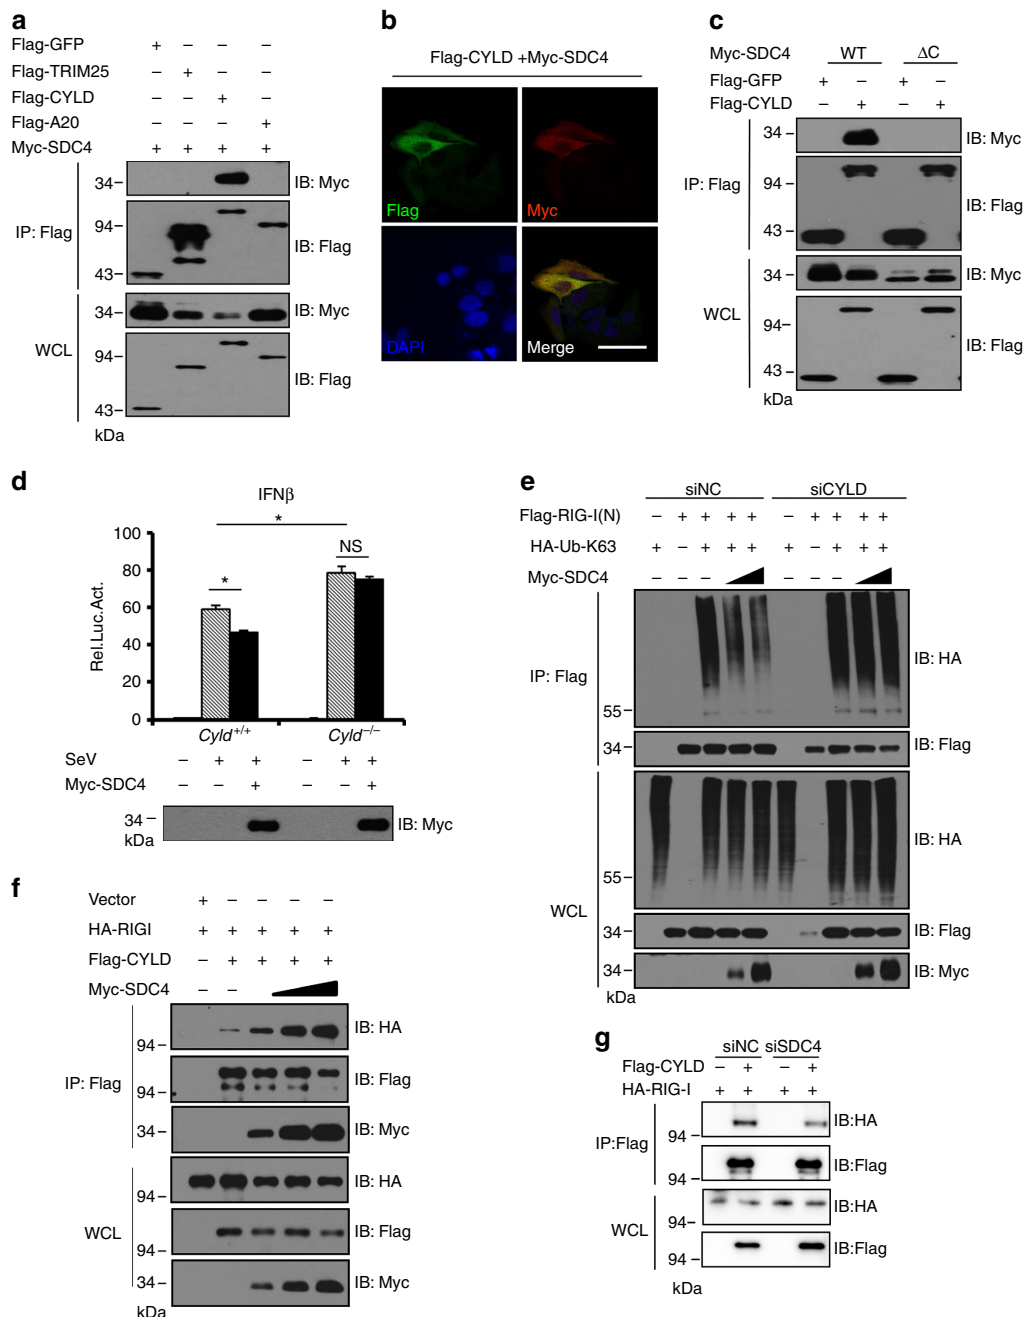 a
Flag-GFP + – – –
Flag-TRIM25 – + – –
Flag-CYLD – – + –
Flag-A20 – – – +
Myc-SDC4 + + + +
IP: Flag
34
IB: Myc
94
43
IB: Flag
WCL
34
IB: Myc
94
43
IB: Flag
kDa
b
Flag-CYLD +Myc-SDC4
Flag
Myc
DAPI
Merge
c
Myc-SDC4 WT ΔC
Flag-GFP + – + –
Flag-CYLD – + – +
IP: Flag
34
IB: Myc
94
43
IB: Flag
WCL
34
IB: Myc
94
43
IB: Flag
kDa
d
IFNβ
Rel.Luc.Act.
100
80
60
40
20
0
*
*
NS
Cyld+/+ Cyld–/–
SeV – + + – + +
Myc-SDC4 – – + – – +
34
kDa
IB: Myc
e
siNC siCYLD
Flag-RIG-I(N) – + + + + – + + + +
HA-Ub-K63 + – + + + + – + + +
Myc-SDC4 – – – – – –
IP: Flag
55
IB: HA
34
IB: Flag
WCL
55
IB: HA
34
IB: Flag
34
IB: Myc
kDa
f
Vector + – – – –
HA-RIGI + + + + +
Flag-CYLD – + + + +
Myc-SDC4 – –
IP: Flag
94
IB: HA
94
IB: Flag
34
IB: Myc
WCL
94
IB: HA
94
IB: Flag
34
IB: Myc
kDa
g
siNC siSDC4
Flag-CYLD – + – +
HA-RIG-I + + + +
IP:Flag
94
IB:HA
94
IB:Flag
WCL
94
IB:HA
94
IB:Flag
kDa